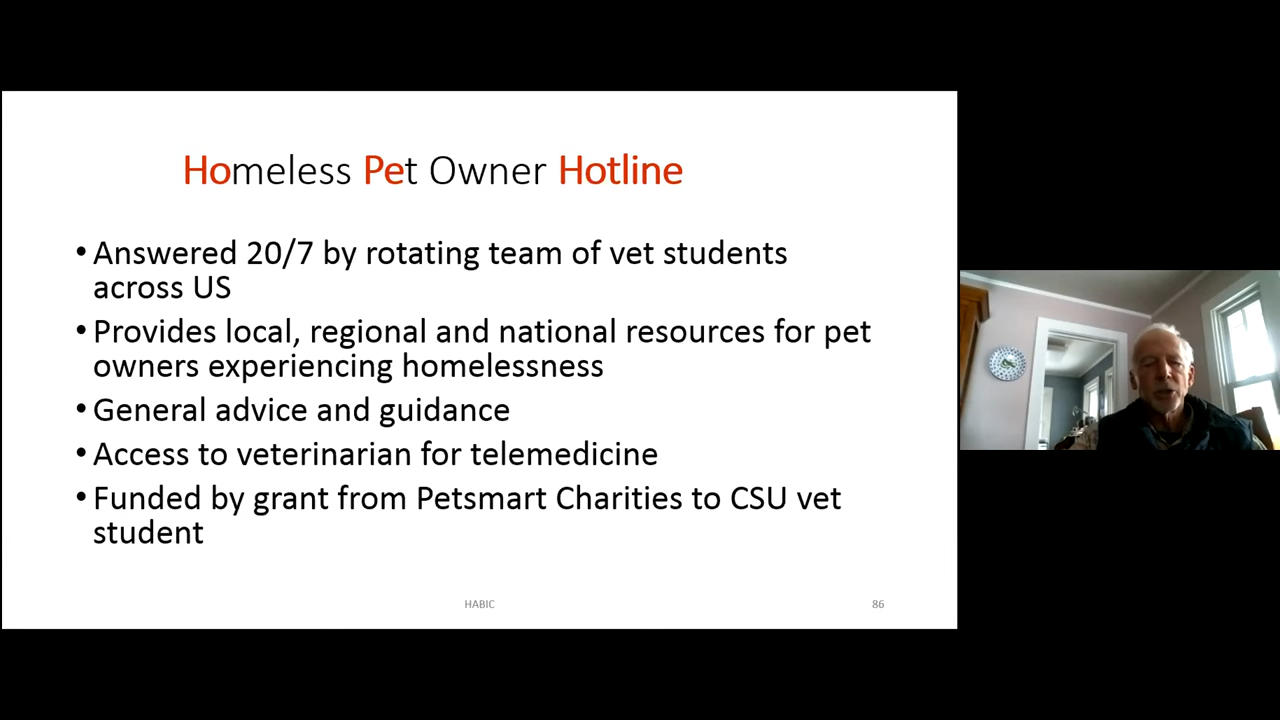 Homeless Pet Owner Hotline
•Answered 20/7 by rotating team of vet students
across US
•Provides local, regional and national resources for pet
owners experiencing homelessness
•General advice and guidance
•Access to veterinarian for telemedicine
•Funded by grant from Petsmart Charities to CSU vet
student
HABIC
86